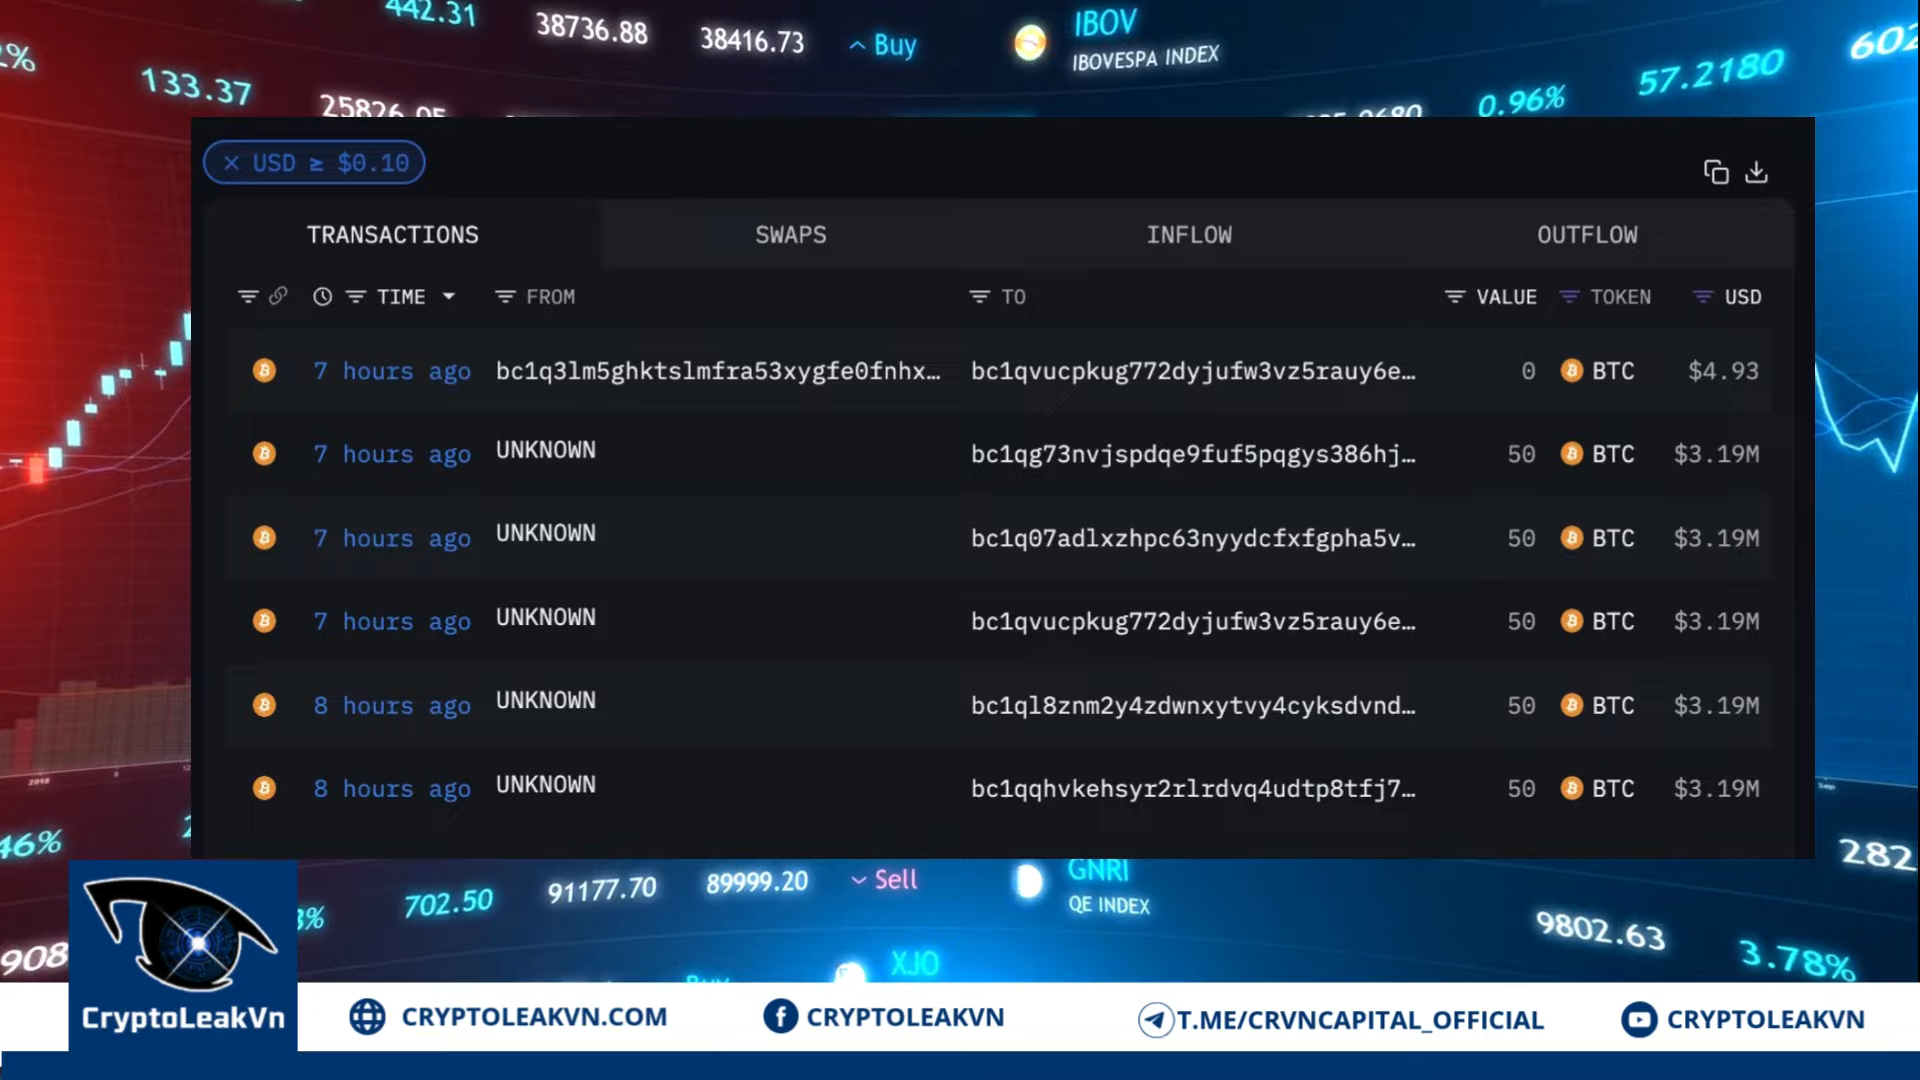 442.31
38736.88
38416.73
Buy
IBOV
IBOVESPA INDEX
133.37
0.96%
57.2180
USD ≥ $0.10
TRANSACTIONS SWAPS INFLOW OUTFLOW
TIME FROM TO VALUE TOKEN USD
7 hours ago bc1q3lm5ghktslmfra53xygfe0fnhx… bc1qvucpkug772dyjufw3vz5rauy6e… 0 BTC $4.93
7 hours ago UNKNOWN bc1qg73nvjspdqe9fuf5pqgys386hj… 50 BTC $3.19M
7 hours ago UNKNOWN bc1q07adlxzhpc63nyydcfxfgpha5v… 50 BTC $3.19M
7 hours ago UNKNOWN bc1qvucpkug772dyjufw3vz5rauy6e… 50 BTC $3.19M
8 hours ago UNKNOWN bc1ql8znm2y4zdwnxytvy4cyksdvnd… 50 BTC $3.19M
8 hours ago UNKNOWN bc1qqhvkehsyr2rlrdvq4udtp8tfj7… 50 BTC $3.19M
702.50
91177.70
89999.20
Sell
GNRI
QE INDEX
9802.63
3.78%
XJO
CryptoLeakVn
CRYPTOLEAKVN.COM
CRYPTOLEAKVN
T.ME/CRVNCAPITAL_OFFICIAL
CRYPTOLEAKVN